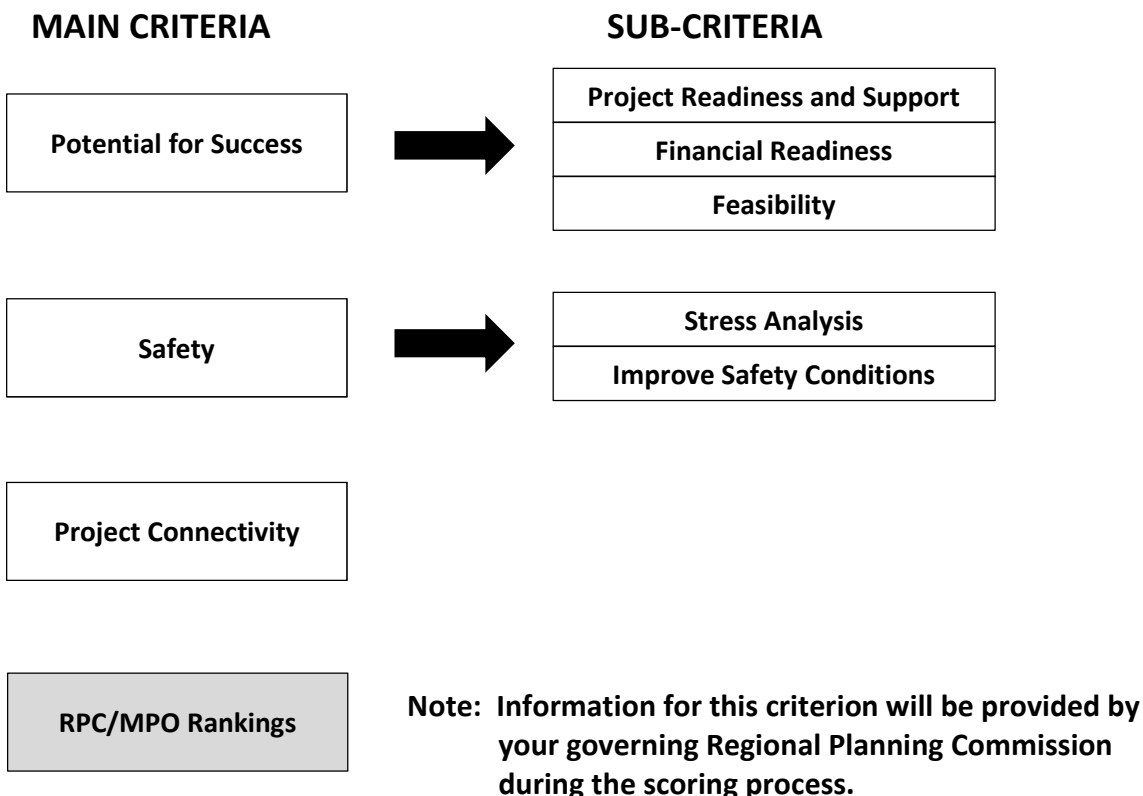 MAIN CRITERIA
SUB-CRITERIA
Potential for Success
Project Readiness and Support
Financial Readiness
Feasibility
Safety
Stress Analysis
Improve Safety Conditions
Project Connectivity
RPC/MPO Rankings
Note: Information for this criterion will be provided by
your governing Regional Planning Commission
during the scoring process.